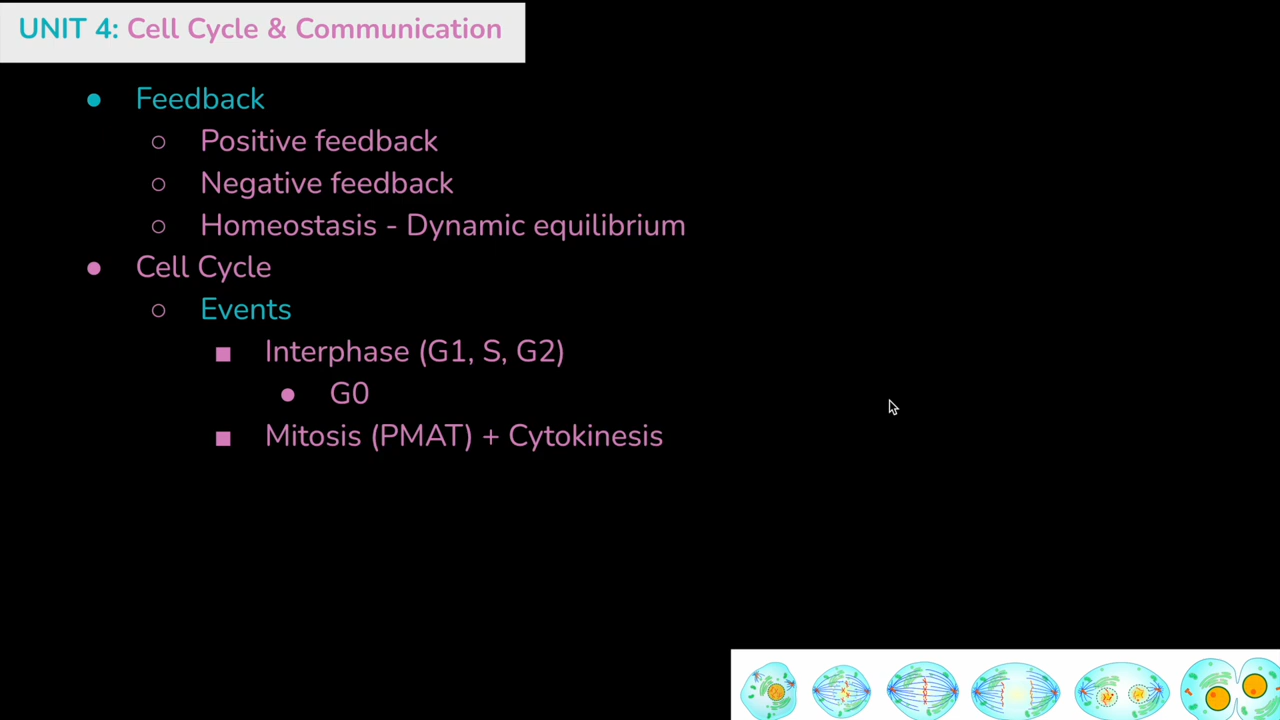 UNIT 4: Cell Cycle & Communication
● Feedback
○ Positive feedback
○ Negative feedback
○ Homeostasis - Dynamic equilibrium
● Cell Cycle
○ Events
■ Interphase (G1, S, G2)
● G0
■ Mitosis (PMAT) + Cytokinesis